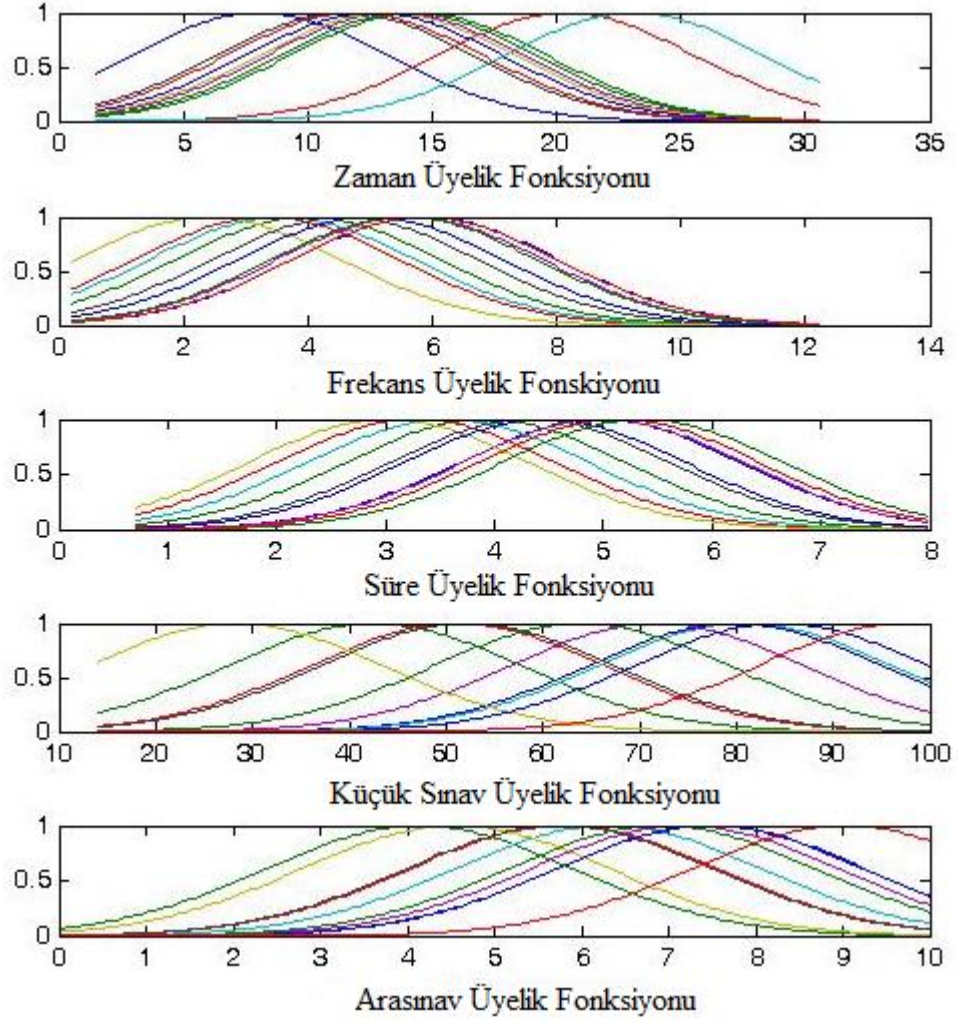 1
0.5
0
0 5 10 15 20 25 30 35
Zaman Üyelik Fonksiyonu
1
0.5
0
0 2 4 6 8 10 12 14
Frekans Üyelik Fonskiyonu
1
0.5
0
0 1 2 3 4 5 6 7 8
Süre Üyelik Fonksiyonu
1
0.5
0
10 20 30 40 50 60 70 80 90 100
Küçük Sınav Üyelik Fonksiyonu
1
0.5
0
0 1 2 3 4 5 6 7 8 9 10
Arasınav Üyelik Fonksiyonu